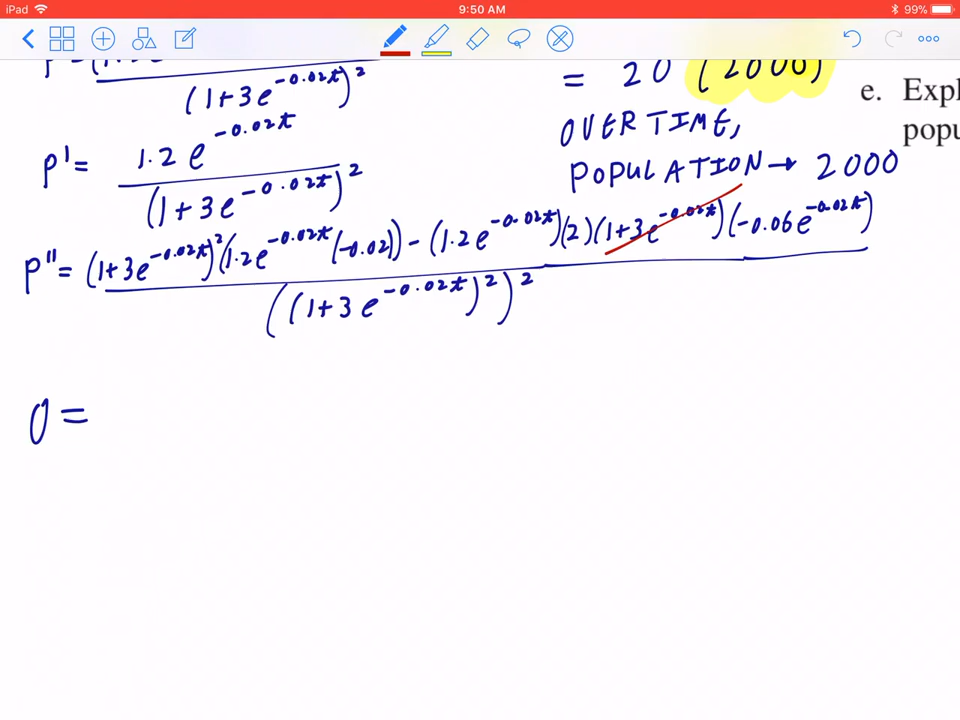 iPad 9:50 AM 99%
(1+3e^-0.02t)^2
= 20 (2000)
e. Expl
OVER TIME,
popu
P' = 1.2e^-0.02t / (1+3e^-0.02t)^2
POPULATION → 2000
P'' = (1+3e^-0.02t)^2(1.2e^-0.02t(-0.02)) - (1.2e^-0.02t)(2)(1+3e^-0.02t)(-0.06e^-0.02t)
((1+3e^-0.02t)^2)^2
0 =